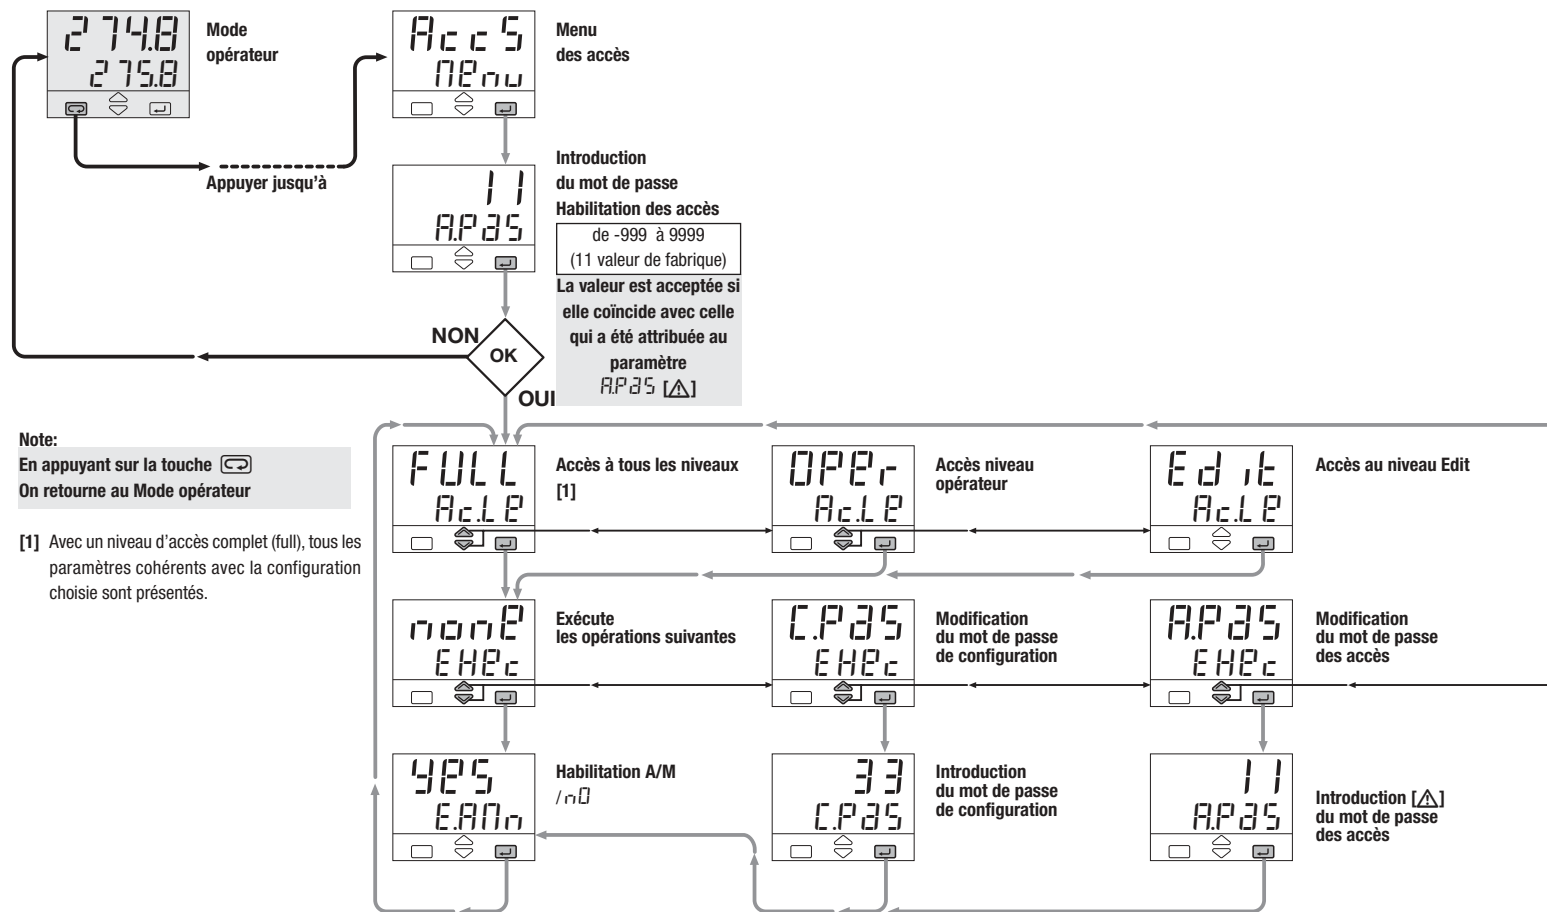 274.8
275.8
Mode
opérateur
AccS
MEnu
Menu
des accès
Appuyer jusqu’à
11
A.PaS
Introduction
du mot de passe
Habilitation des accès
de -999 à 9999
(11 valeur de fabrique)
La valeur est acceptée si
elle coïncide avec celle
qui a été attribuée au
paramètre
A.PaS [⚠]
NON
OK
OUI
Note:
En appuyant sur la touche
On retourne au Mode opérateur
[1] Avec un niveau d’accès complet (full), tous les
paramètres cohérents avec la configuration
choisie sont présentés.
FULL
Ac.LE
Accès à tous les niveaux
[1]
OPEr
Ac.LE
Accès niveau
opérateur
Edit
Ac.LE
Accès au niveau Edit
nonE
EHEc
Exécute
les opérations suivantes
C.PaS
EHEc
Modification
du mot de passe
de configuration
A.PaS
EHEc
Modification
du mot de passe
des accès
YES
E.AMn
Habilitation A/M
/nO
33
C.PaS
Introduction
du mot de passe
de configuration
11
A.PaS
Introduction [⚠]
du mot de passe
des accès